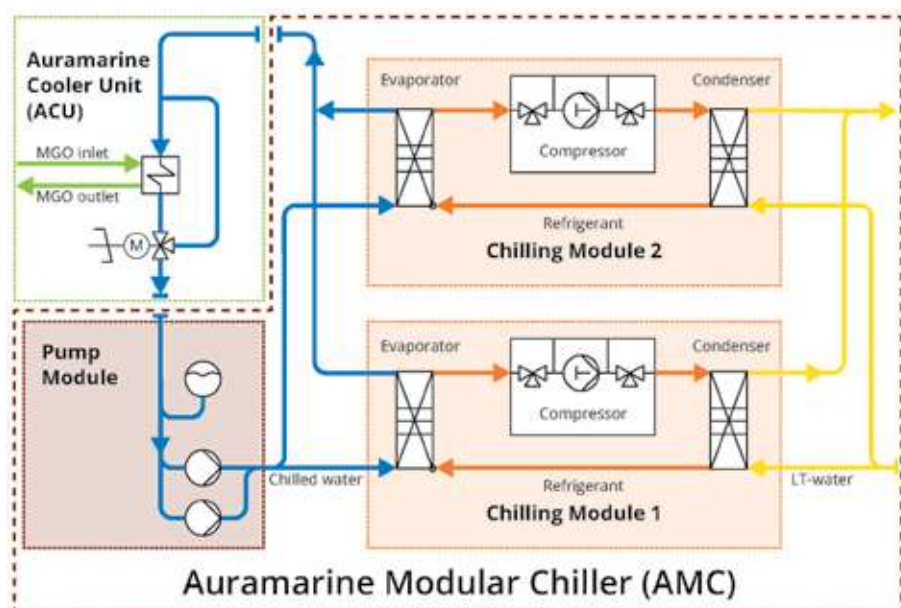 Auramarine
Cooler Unit
(ACU)
MGO inlet
MGO outlet
M
Pump
Module
Evaporator
Condenser
Compressor
Refrigerant
Chilling Module 2
Evaporator
Condenser
Compressor
Chilled water
Refrigerant
LT-water
Chilling Module 1
Auramarine Modular Chiller (AMC)